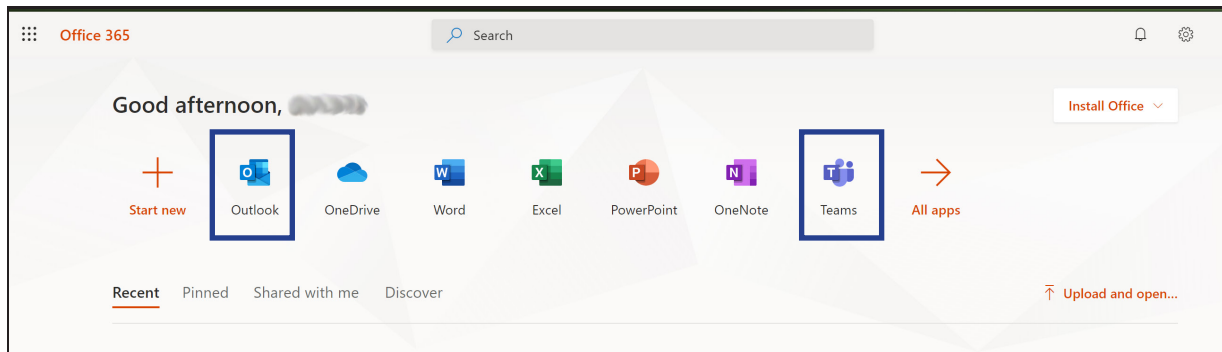 Office 365
Search
Good afternoon,
Install Office
Start new
Outlook
OneDrive
Word
Excel
PowerPoint
OneNote
Teams
All apps
Recent Pinned Shared with me Discover
Upload and open...